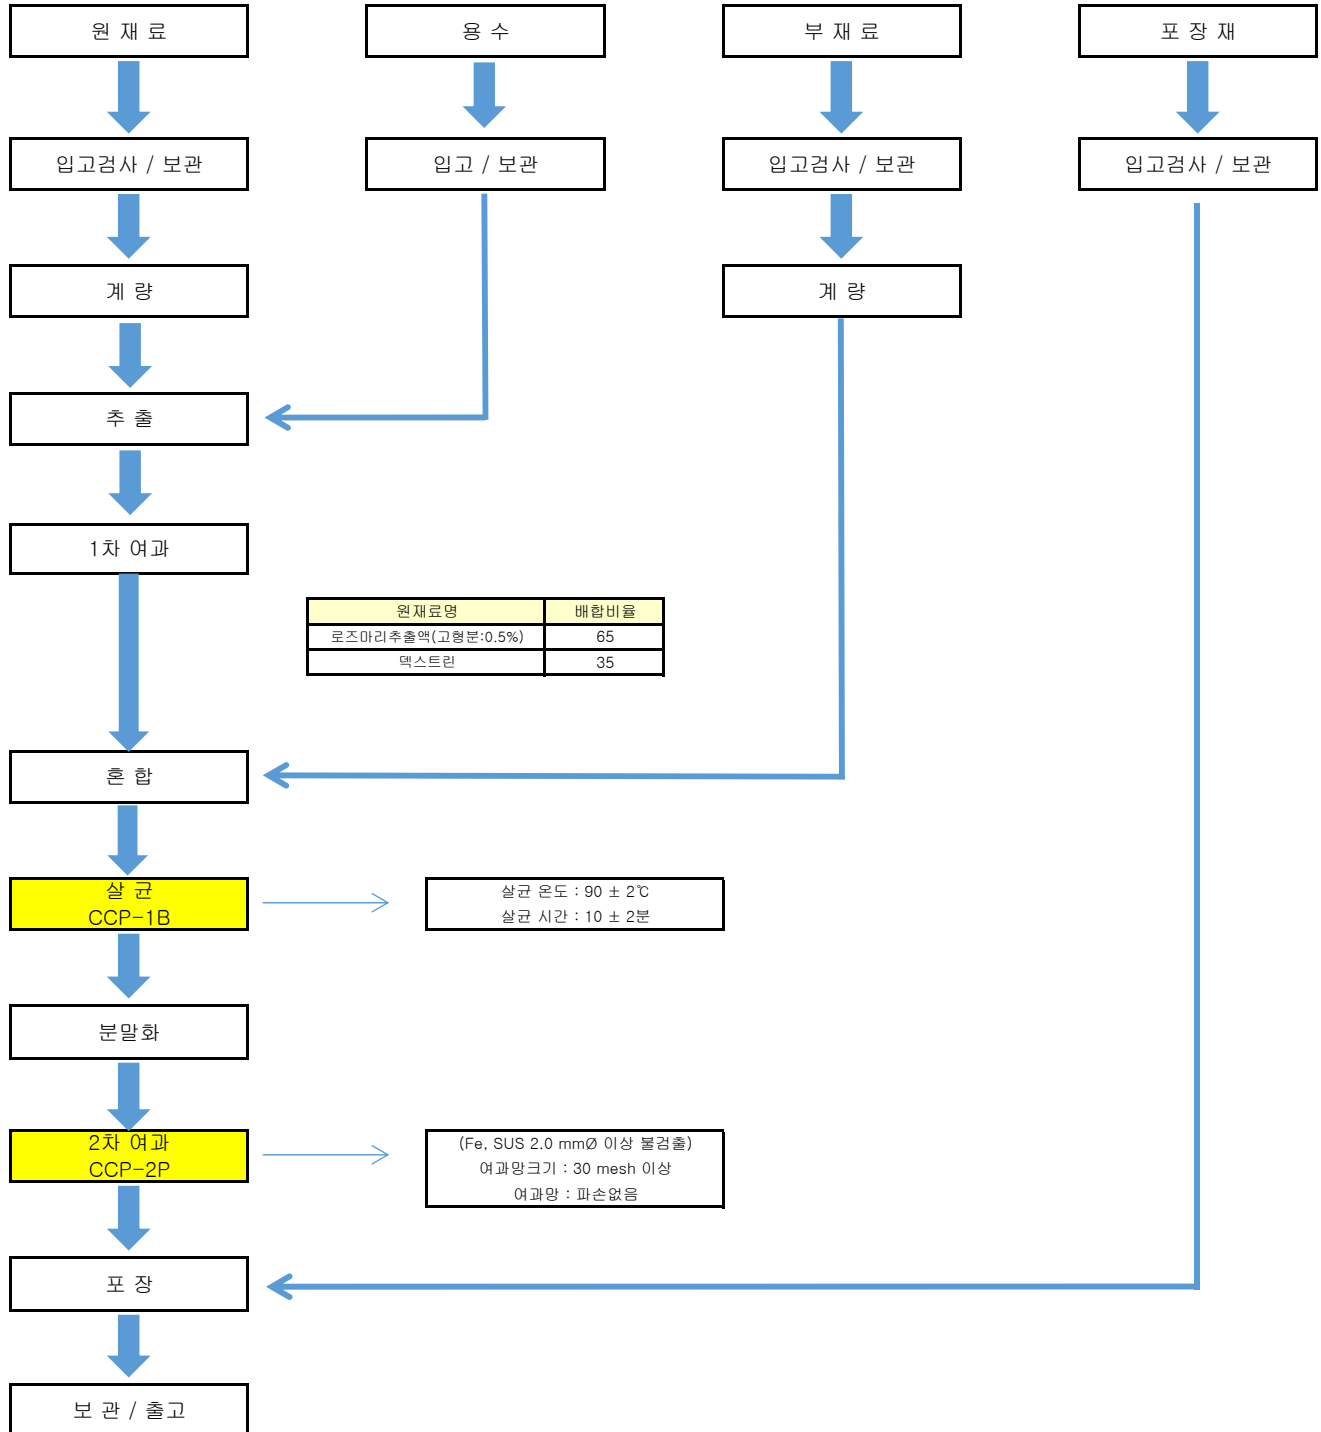 원 재 료
용 수
부 재 료
포 장 재
입고검사 / 보관
입고 / 보관
입고검사 / 보관
입고검사 / 보관
계 량
계 량
추 출
1차 여과
원재료명 배합비율
로즈마리추출액(고형분:0.5%) 65
덱스트린 35
혼 합
살 균
CCP-1B
살균 온도 : 90 ± 2℃
살균 시간 : 10 ± 2분
분말화
2차 여과
CCP-2P
(Fe, SUS 2.0 mmØ 이상 불검출)
여과망크기 : 30 mesh 이상
여과망 : 파손없음
포 장
보 관 / 출고